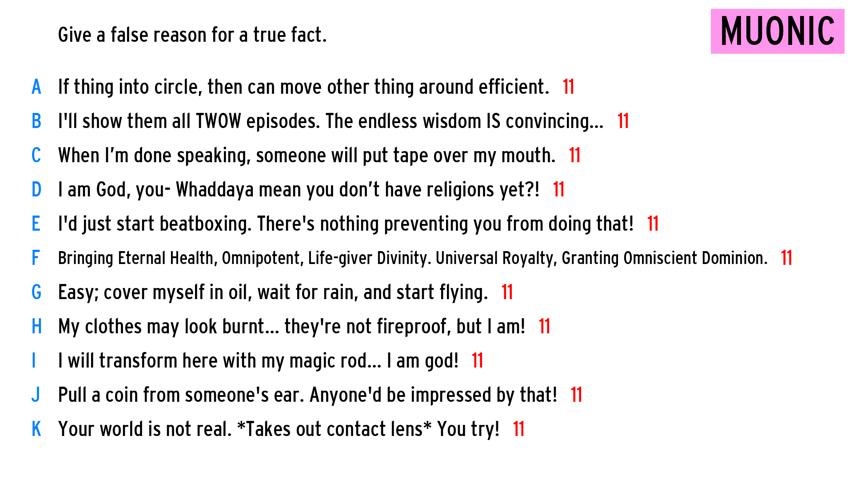 Give a false reason for a true fact.
MUONIC
A If thing into circle, then can move other thing around efficient. 11
B I'll show them all TWOW episodes. The endless wisdom IS convincing... 11
C When I'm done speaking, someone will put tape over my mouth. 11
D I am God, you- Whaddaya mean you don't have religions yet?! 11
E I'd just start beatboxing. There's nothing preventing you from doing that! 11
F Bringing Eternal Health, Omnipotent, Life-giver Divinity. Universal Royalty, Granting Omniscient Dominion. 11
G Easy; cover myself in oil, wait for rain, and start flying. 11
H My clothes may look burnt... they're not fireproof, but I am! 11
I I will transform here with my magic rod... I am god! 11
J Pull a coin from someone's ear. Anyone'd be impressed by that! 11
K Your world is not real. *Takes out contact lens* You try! 11